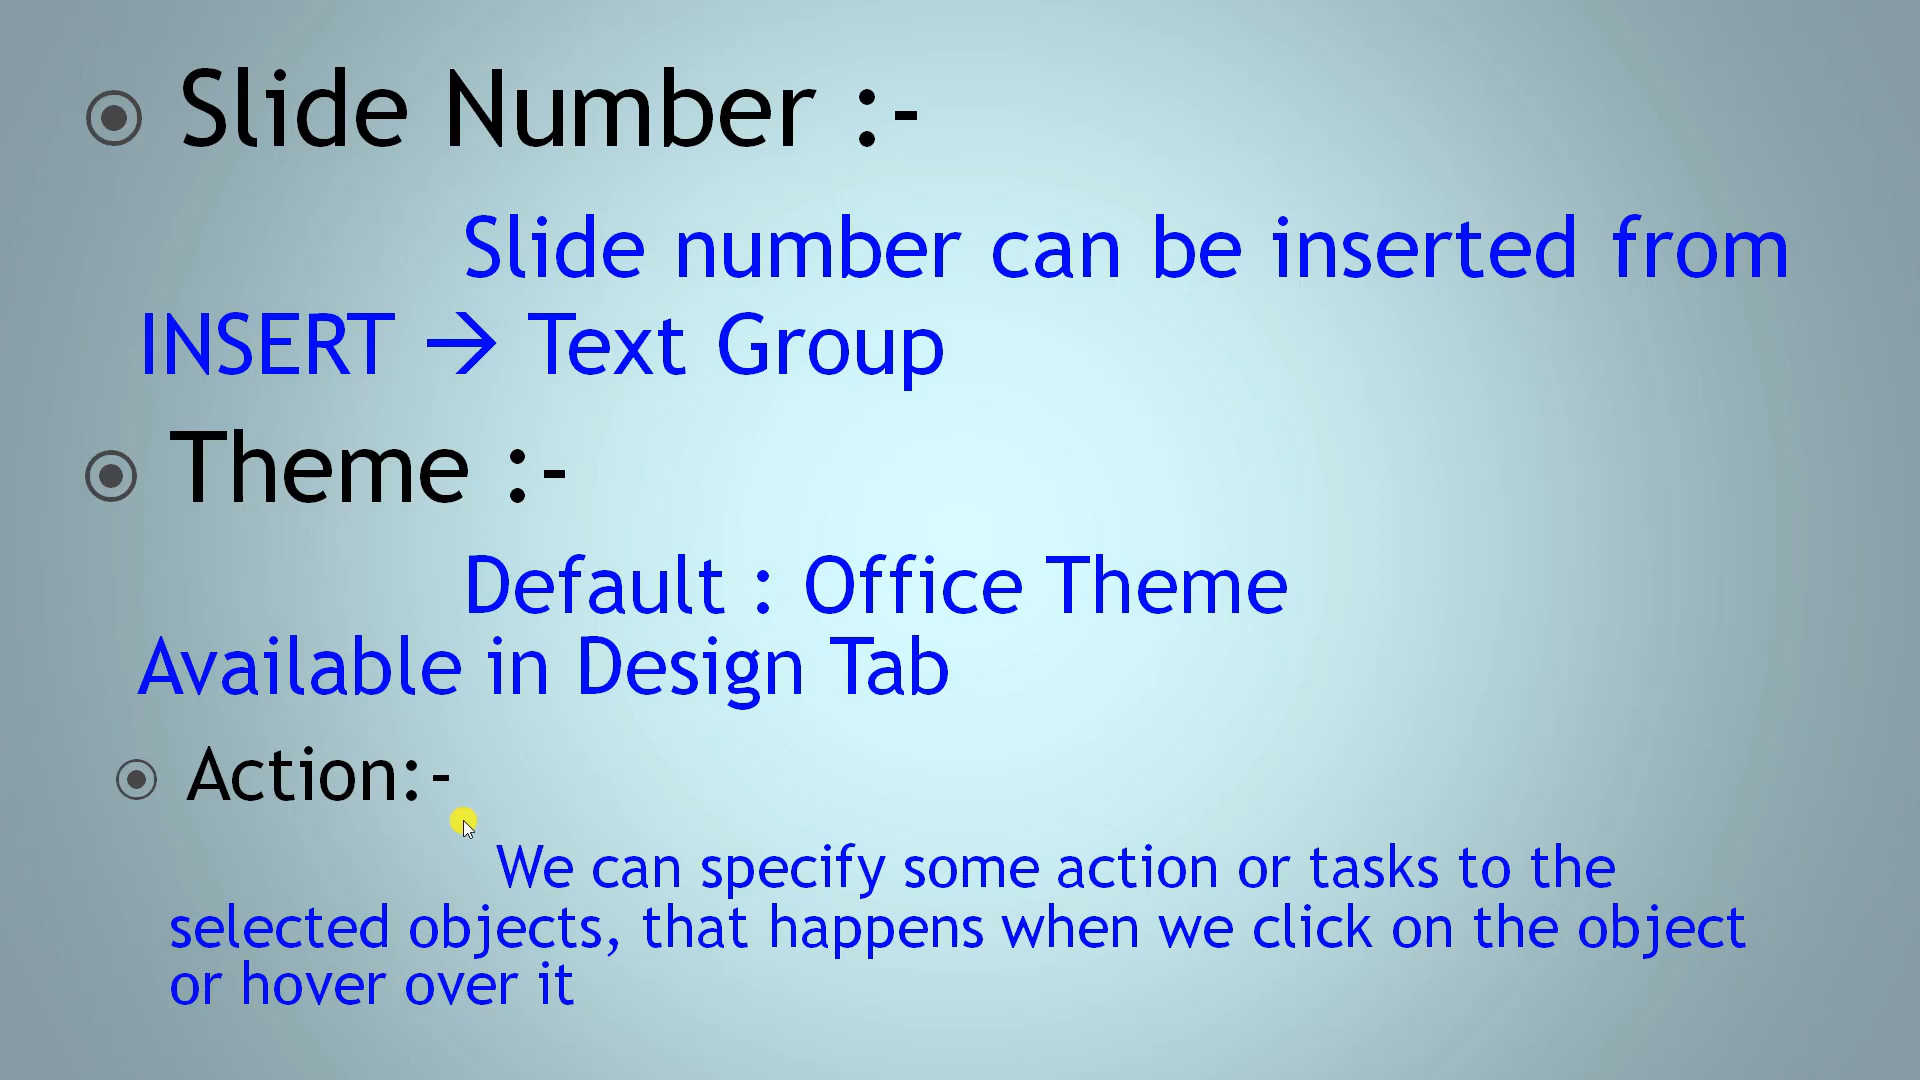 Slide Number :-
Slide number can be inserted from
INSERT → Text Group
Theme :-
Default : Office Theme
Available in Design Tab
Action:-
We can specify some action or tasks to the
selected objects, that happens when we click on the object
or hover over it